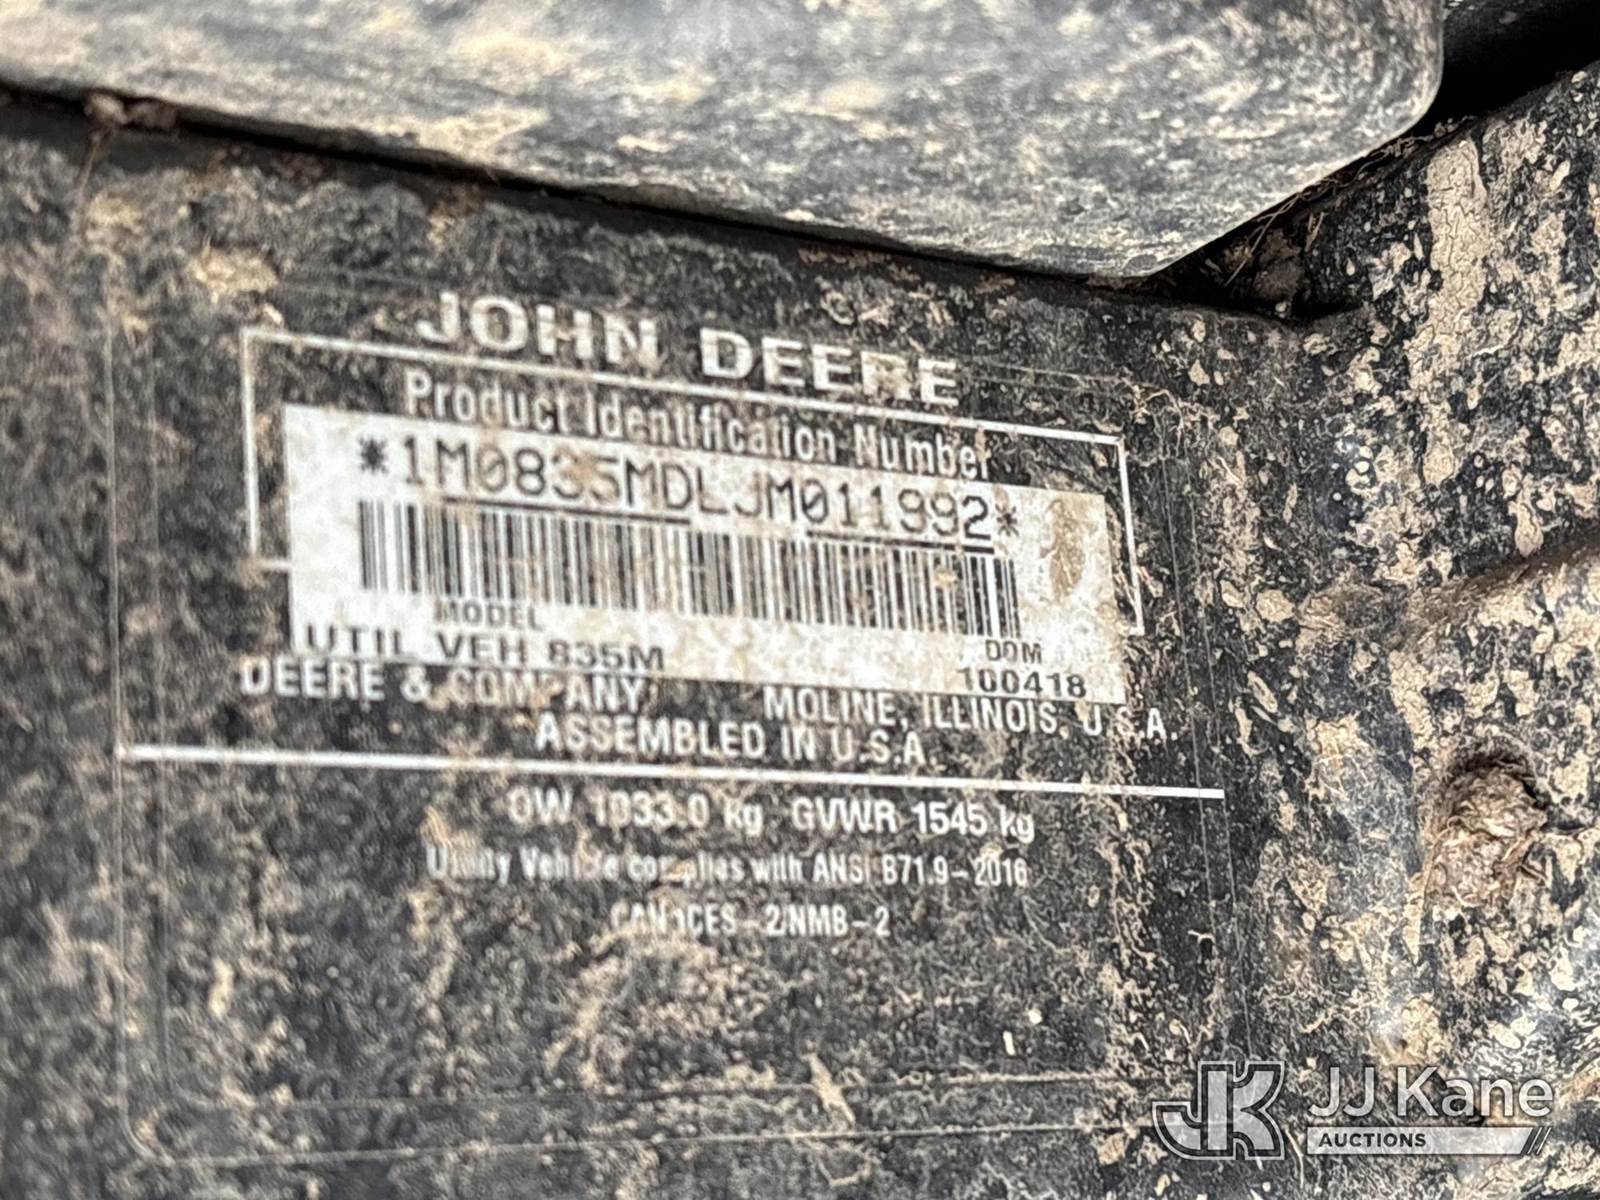 JOHN DEERE
Product Identification Number
*1M0835MDLJM011992*
MODEL
UTIL VEH 835M
DOM
100418
DEERE & COMPANY MOLINE, ILLINOIS, U.S.A.
ASSEMBLED IN U.S.A.
OW 1033.0 kg GVWR 1545 kg
Utility Vehicle complies with ANSI B71.9-2016
CAN ICES-2/NMB-2
JK JJ Kane
AUCTIONS